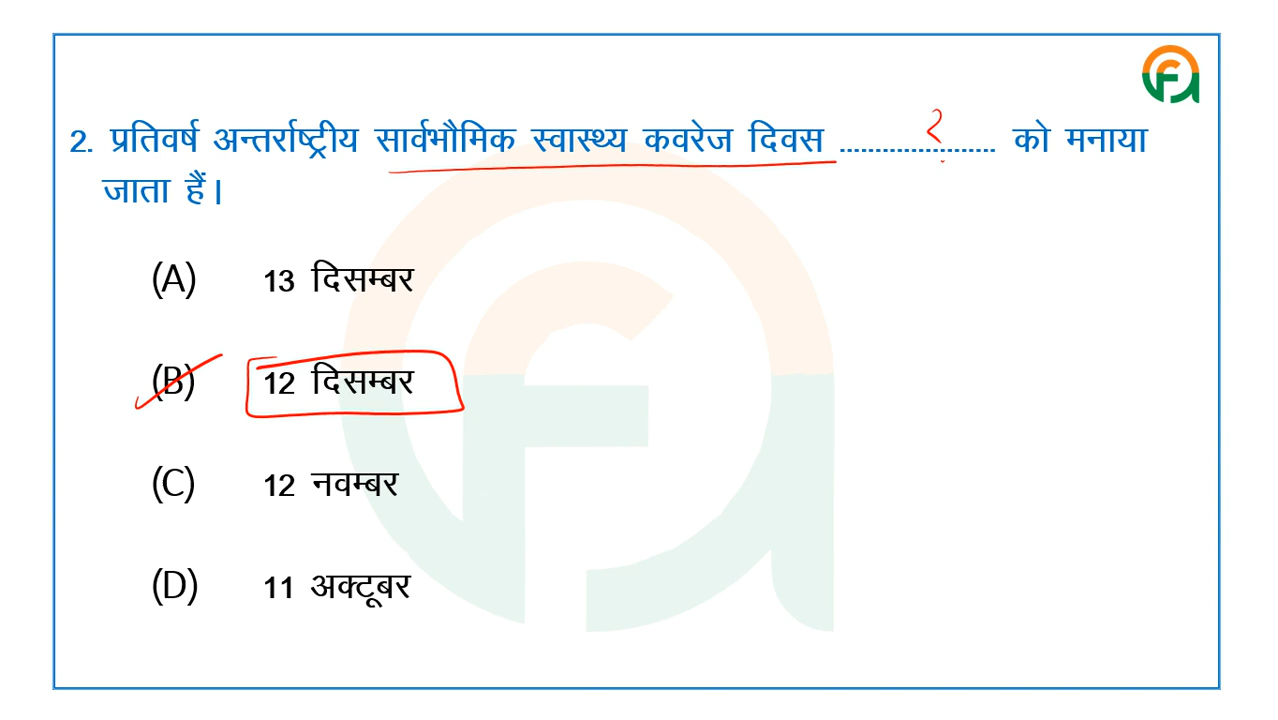 2. प्रतिवर्ष अन्तर्राष्ट्रीय सार्वभौमिक स्वास्थ्य कवरेज दिवस ...................... को मनाया
जाता हैं।
(A) 13 दिसम्बर
(B) 12 दिसम्बर
(C) 12 नवम्बर
(D) 11 अक्टूबर